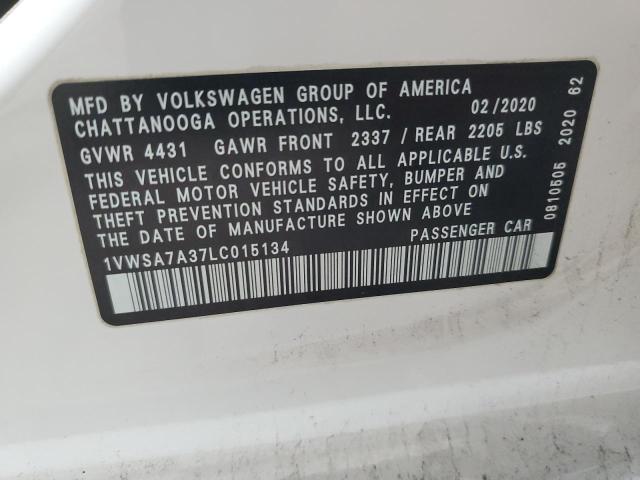 MFD BY VOLKSWAGEN GROUP OF AMERICA
CHATTANOOGA OPERATIONS, LLC. 02/2020
GVWR 4431 GAWR FRONT 2337 / REAR 2205 LBS
THIS VEHICLE CONFORMS TO ALL APPLICABLE U.S.
FEDERAL MOTOR VEHICLE SAFETY, BUMPER AND
THEFT PREVENTION STANDARDS IN EFFECT ON
THE DATE OF MANUFACTURE SHOWN ABOVE
1VWSA7A37LC015134 PASSENGER CAR
0810505 2020 62